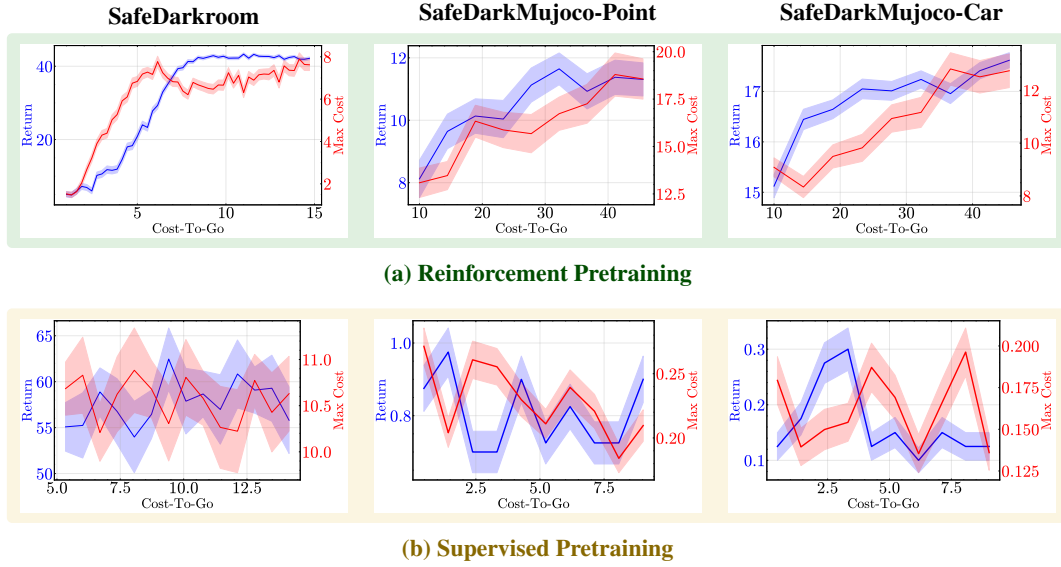 SafeDarkroom SafeDarkMujoco-Point SafeDarkMujoco-Car
40
20
Return
8
6
4
2
Max Cost
5 10 15
Cost-To-Go
12
10
8
Return
20.0
17.5
15.0
12.5
Max Cost
10 20 30 40
Cost-To-Go
17
16
15
Return
12
10
8
Max Cost
10 20 30 40
Cost-To-Go
(a) Reinforcement Pretraining
65
60
55
50
Return
11.0
10.5
10.0
Max Cost
5.0 7.5 10.0 12.5
Cost-To-Go
1.0
0.8
Return
0.25
0.20
Max Cost
2.5 5.0 7.5
Cost-To-Go
0.3
0.2
0.1
Return
0.200
0.175
0.150
0.125
Max Cost
2.5 5.0 7.5
Cost-To-Go
(b) Supervised Pretraining